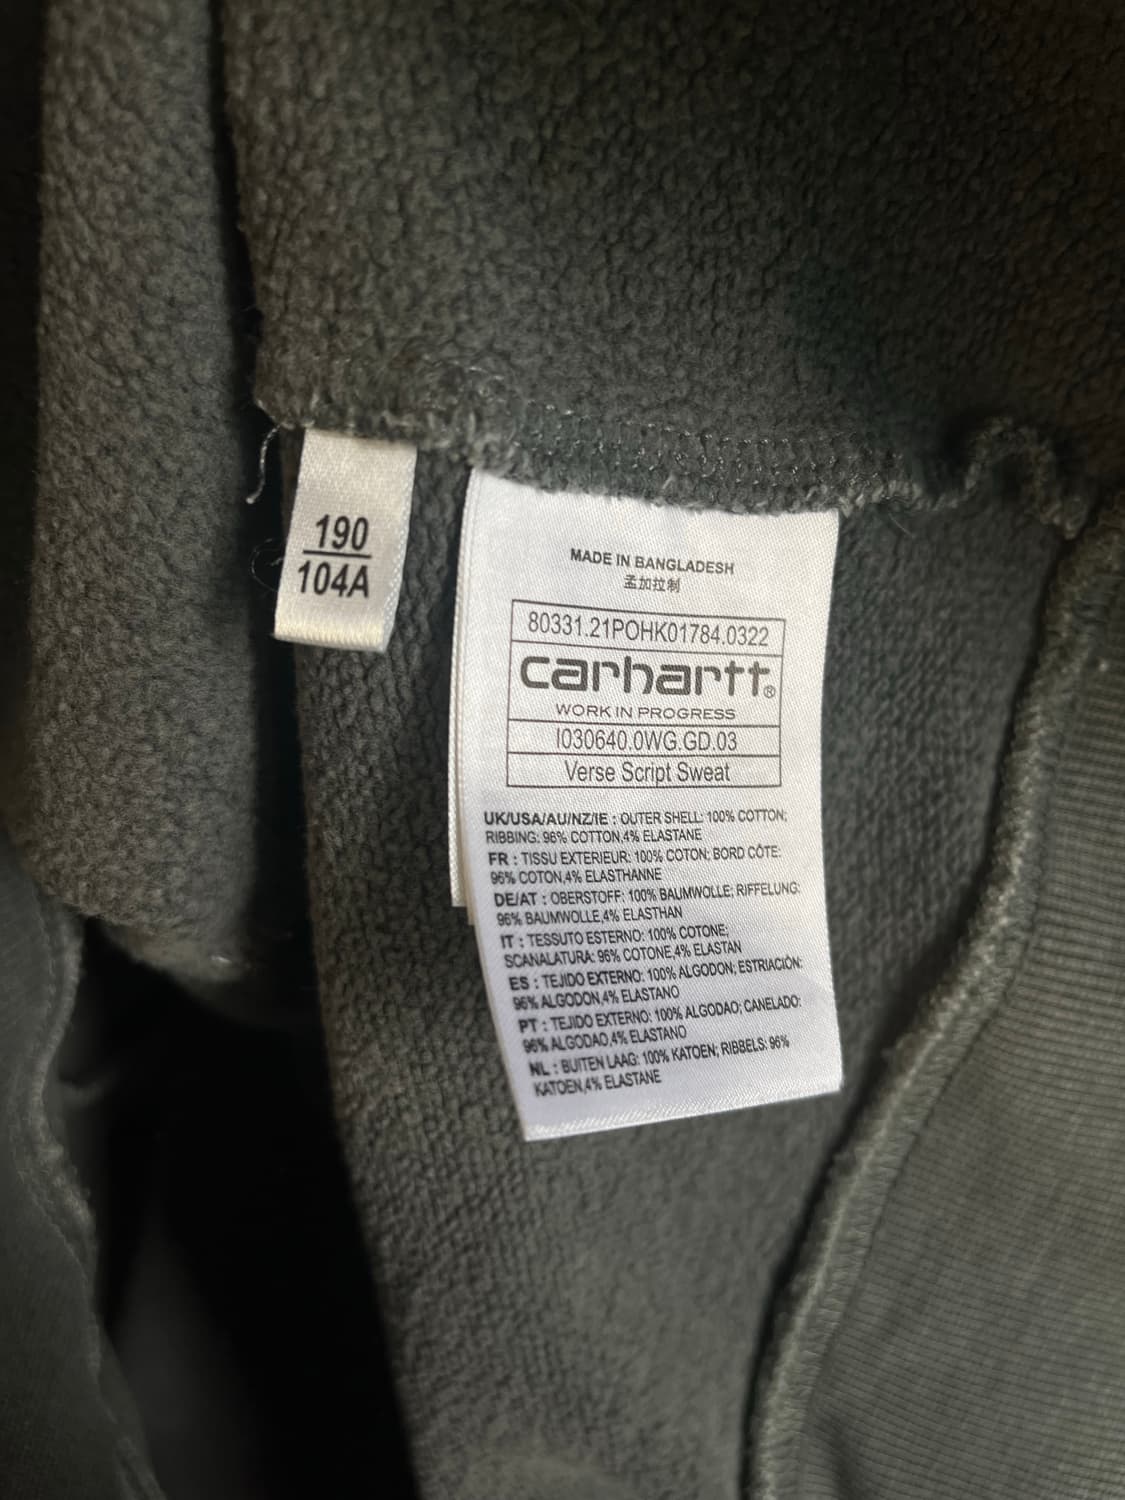 190
104A
MADE IN BANGLADESH
孟加拉制
80331.21POHK01784.0322
carhartt®
WORK IN PROGRESS
I030640.0WG.GD.03
Verse Script Sweat
UK/USA/AU/NZ/IE : OUTER SHELL: 100% COTTON;
RIBBING: 96% COTTON,4% ELASTANE
FR : TISSU EXTERIEUR: 100% COTON; BORD CÔTE:
96% COTON,4% ELASTHANNE
DE/AT : OBERSTOFF: 100% BAUMWOLLE; RIFFELUNG:
96% BAUMWOLLE,4% ELASTHAN
IT : TESSUTO ESTERNO: 100% COTONE;
SCANALATURA: 96% COTONE,4% ELASTAN
ES : TEJIDO EXTERNO: 100% ALGODON; ESTRIACIÓN:
96% ALGODON,4% ELASTANO
PT : TEJIDO EXTERNO: 100% ALGODAO; CANELADO:
96% ALGODAO,4% ELASTANO
NL : BUITEN LAAG: 100% KATOEN; RIBBELS: 96%
KATOEN,4% ELASTANE